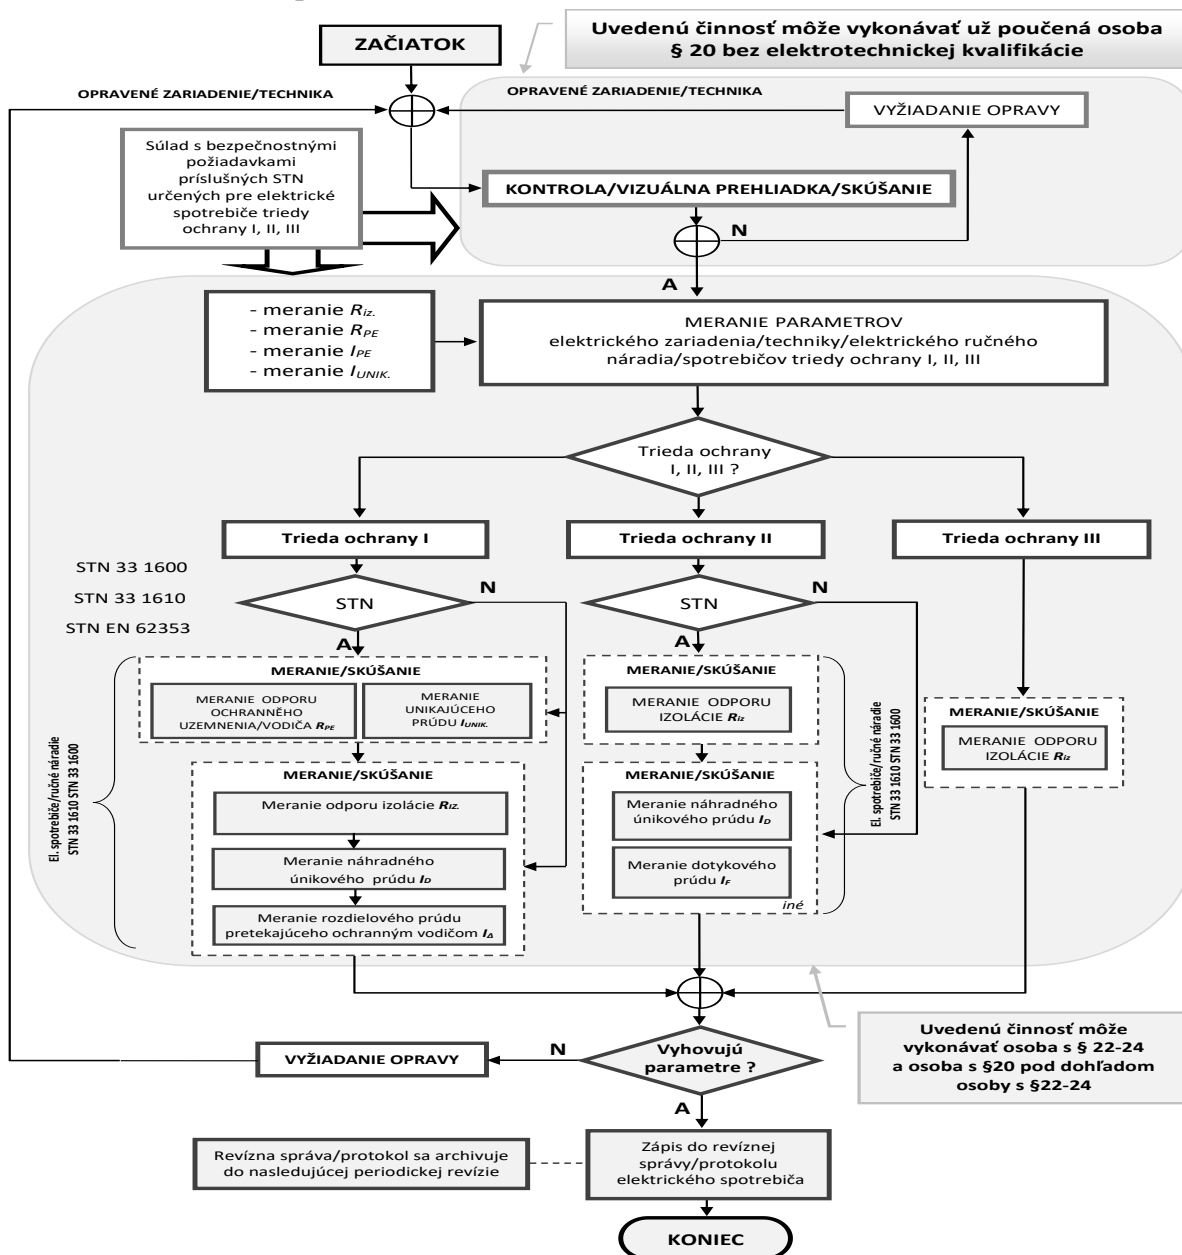 Uvedenú činnosť môže vykonávať už poučená osoba
§ 20 bez elektrotechnickej kvalifikácie
ZAČIATOK
OPRAVENÉ ZARIADENIE/TECHNIKA
OPRAVENÉ ZARIADENIE/TECHNIKA
VYŽIADANIE OPRAVY
Súlad s bezpečnostnými
požiadavkami
príslušných STN
určených pre elektrické
spotrebiče triedy
ochrany I, II, III
KONTROLA/VIZUÁLNA PREHLIADKA/SKÚŠANIE
N
A
- meranie Riz.
- meranie RPE
- meranie IPE
- meranie IUNIK.
MERANIE PARAMETROV
elektrického zariadenia/techniky/elektrického ručného
náradia/spotrebičov triedy ochrany I, II, III
Trieda ochrany
I, II, III ?
Trieda ochrany I
Trieda ochrany II
Trieda ochrany III
STN 33 1600
STN 33 1610
STN EN 62353
STN
N
A
STN
N
A
El. spotrebiče/ručné náradie
STN 33 1610 STN 33 1600
MERANIE/SKÚŠANIE
MERANIE ODPORU
OCHRANNÉHO
UZEMNENIA/VODIČA RPE
MERANIE
UNIKAJÚCEHO
PRÚDU IUNIK.
MERANIE/SKÚŠANIE
Meranie odporu izolácie Riz.
Meranie náhradného
únikového prúdu ID
Meranie rozdielového prúdu
pretekajúceho ochranným vodičom IΔ
MERANIE/SKÚŠANIE
MERANIE ODPORU
IZOLÁCIE Riz
MERANIE/SKÚŠANIE
Meranie náhradného
únikového prúdu ID
Meranie dotykového
prúdu IF
iné
El. spotrebiče/ručné náradie
STN 33 1610 STN 33 1600
MERANIE/SKÚŠANIE
MERANIE ODPORU
IZOLÁCIE Riz
Uvedenú činnosť môže
vykonávať osoba s § 22-24
a osoba s §20 pod dohľadom
osoby s §22-24
Vyhovujú
parametre ?
N
VYŽIADANIE OPRAVY
A
Revízna správa/protokol sa archivuje
do nasledujúcej periodickej revízie
Zápis do revíznej
správy/protokolu
elektrického spotrebiča
KONIEC